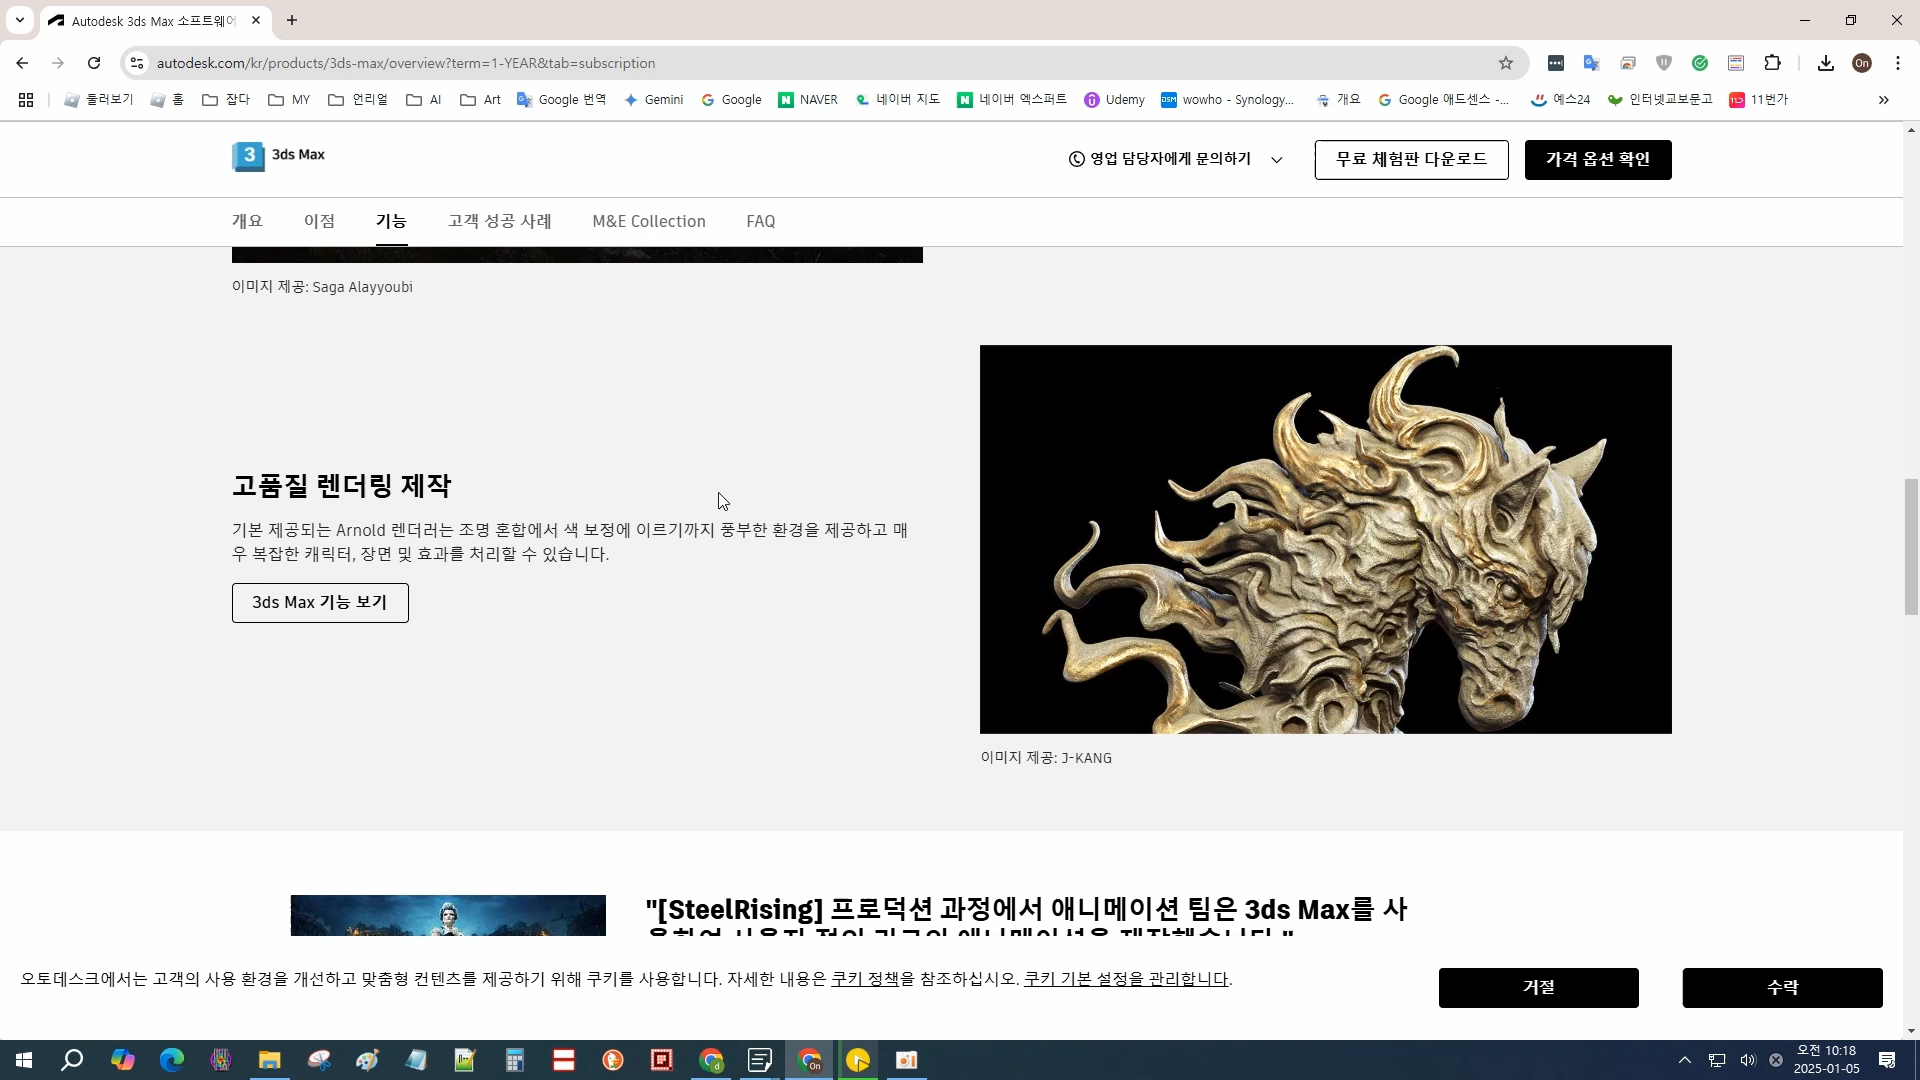 Autodesk 3ds Max 소프트웨어
autodesk.com/kr/products/3ds-max/overview?term=1-YEAR&tab=subscription
On
둘러보기 홈 잡다 MY 언리얼 AI Art Google 번역 Gemini Google NAVER 네이버 지도 네이버 엑스퍼트 Udemy wowho - Synology... 개요 Google 애드센스 -... 예스24 인터넷교보문고 11번가
3 3ds Max
영업 담당자에게 문의하기
무료 체험판 다운로드
가격 옵션 확인
개요 이점 기능 고객 성공 사례 M&E Collection FAQ
이미지 제공: Saga Alayyoubi
고품질 렌더링 제작
기본 제공되는 Arnold 렌더러는 조명 혼합에서 색 보정에 이르기까지 풍부한 환경을 제공하고 매
우 복잡한 캐릭터, 장면 및 효과를 처리할 수 있습니다.
3ds Max 기능 보기
이미지 제공: J-KANG
"[SteelRising] 프로덕션 과정에서 애니메이션 팀은 3ds Max를 사
오토데스크에서는 고객의 사용 환경을 개선하고 맞춤형 컨텐츠를 제공하기 위해 쿠키를 사용합니다. 자세한 내용은 쿠키 정책을 참조하십시오. 쿠키 기본 설정을 관리합니다.
거절
수락
오전 10:18
2025-01-05